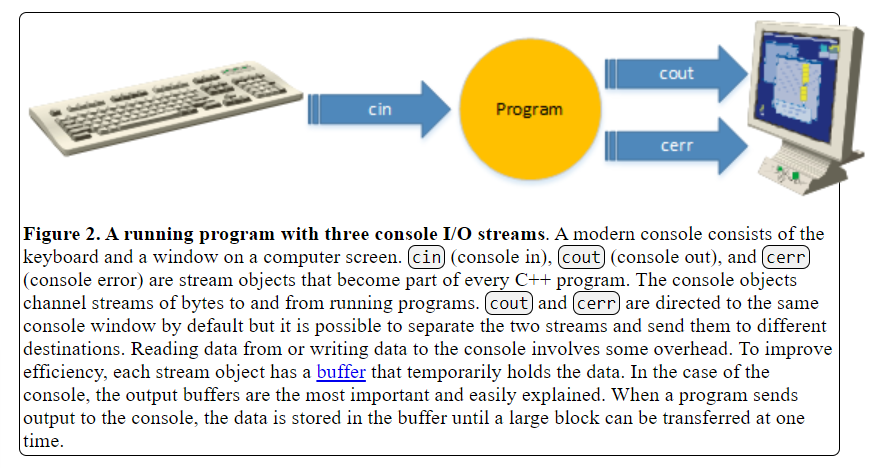 cin
Program
cout
cerr
Figure 2. A running program with three console I/O streams. A modern console consists of the
keyboard and a window on a computer screen. cin (console in), cout (console out), and cerr
(console error) are stream objects that become part of every C++ program. The console objects
channel streams of bytes to and from running programs. cout and cerr are directed to the same
console window by default but it is possible to separate the two streams and send them to different
destinations. Reading data from or writing data to the console involves some overhead. To improve
efficiency, each stream object has a buffer that temporarily holds the data. In the case of the
console, the output buffers are the most important and easily explained. When a program sends
output to the console, the data is stored in the buffer until a large block can be transferred at one
time.